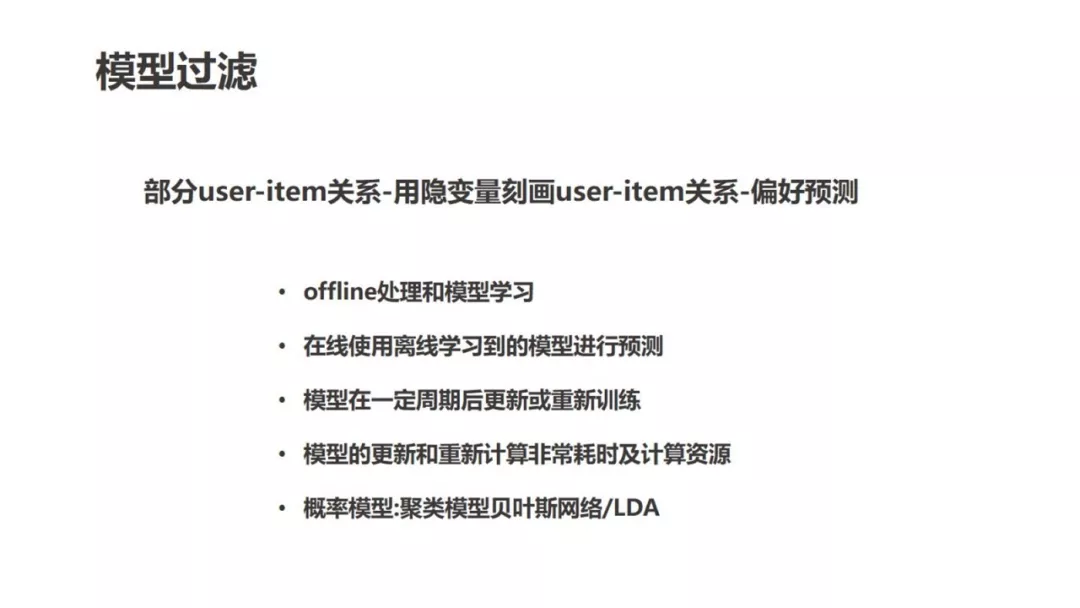 模型过滤
部分user-item关系-用隐变量刻画user-item关系-偏好预测
• offline处理和模型学习
• 在线使用离线学习到的模型进行预测
• 模型在一定周期后更新或重新训练
• 模型的更新和重新计算非常耗时及计算资源
• 概率模型:聚类模型贝叶斯网络/LDA